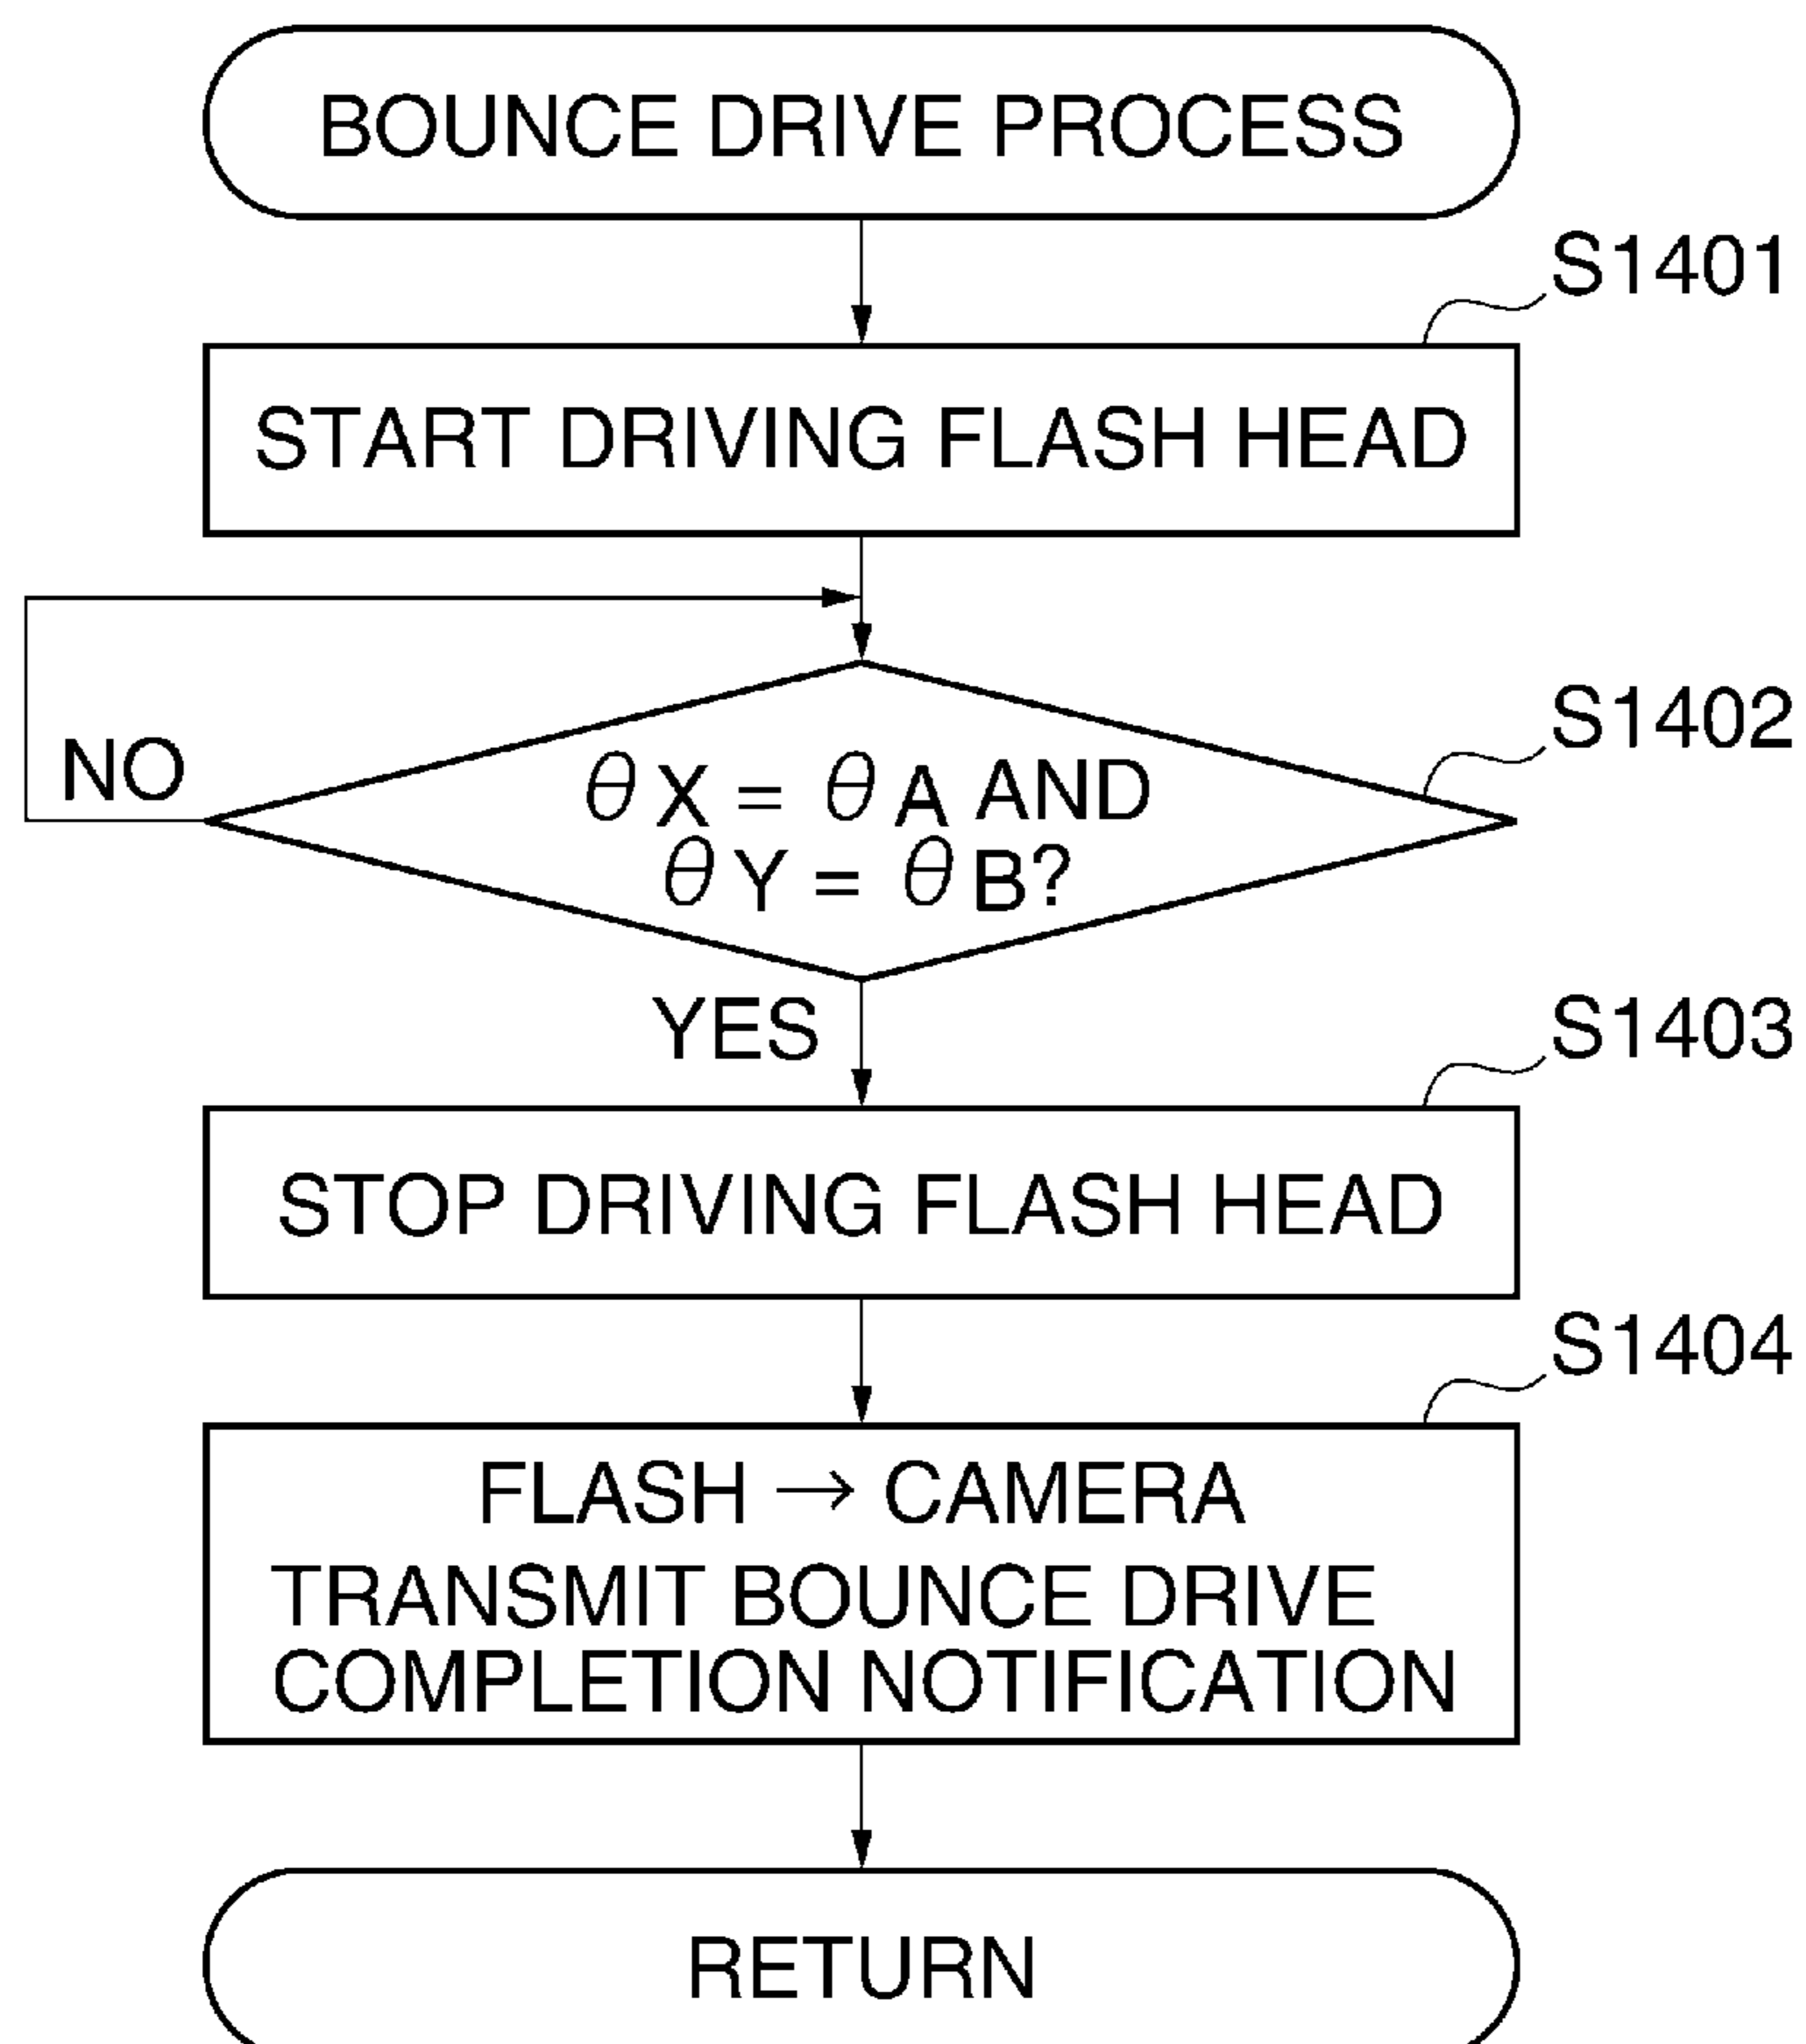 BOUNCE DRIVE PROCESS
S1401
START DRIVING FLASH HEAD
S1402
NO
θX = θA AND
θY = θB?
YES
S1403
STOP DRIVING FLASH HEAD
S1404
FLASH → CAMERA
TRANSMIT BOUNCE DRIVE
COMPLETION NOTIFICATION
RETURN